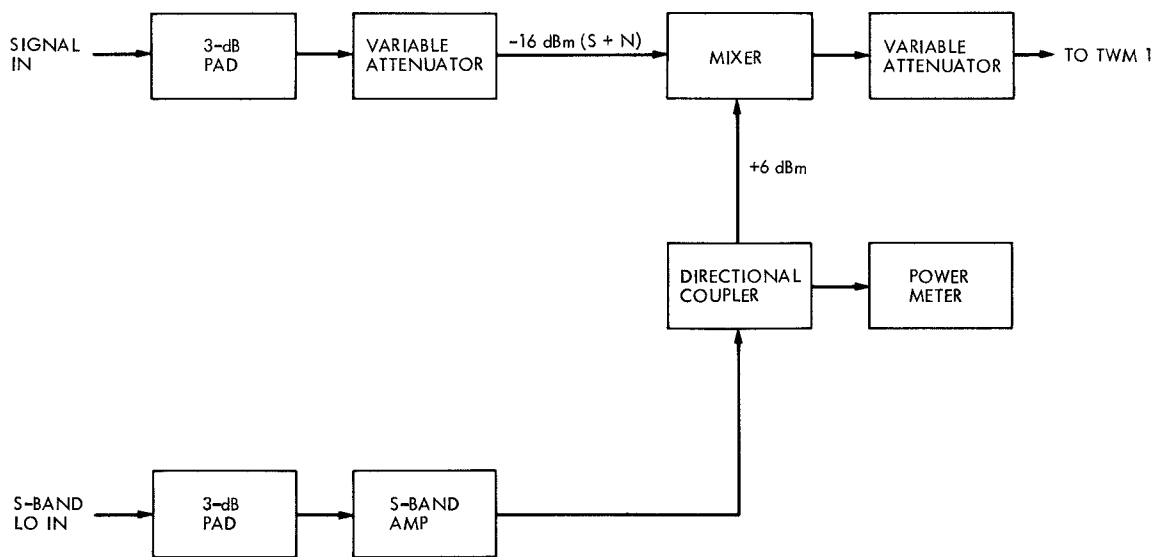 SIGNAL
IN
3-dB
PAD
VARIABLE
ATTENUATOR
-16 dBm (S + N)
MIXER
VARIABLE
ATTENUATOR
TO TWM 1
+6 dBm
DIRECTIONAL
COUPLER
POWER
METER
S-BAND
LO IN
3-dB
PAD
S-BAND
AMP